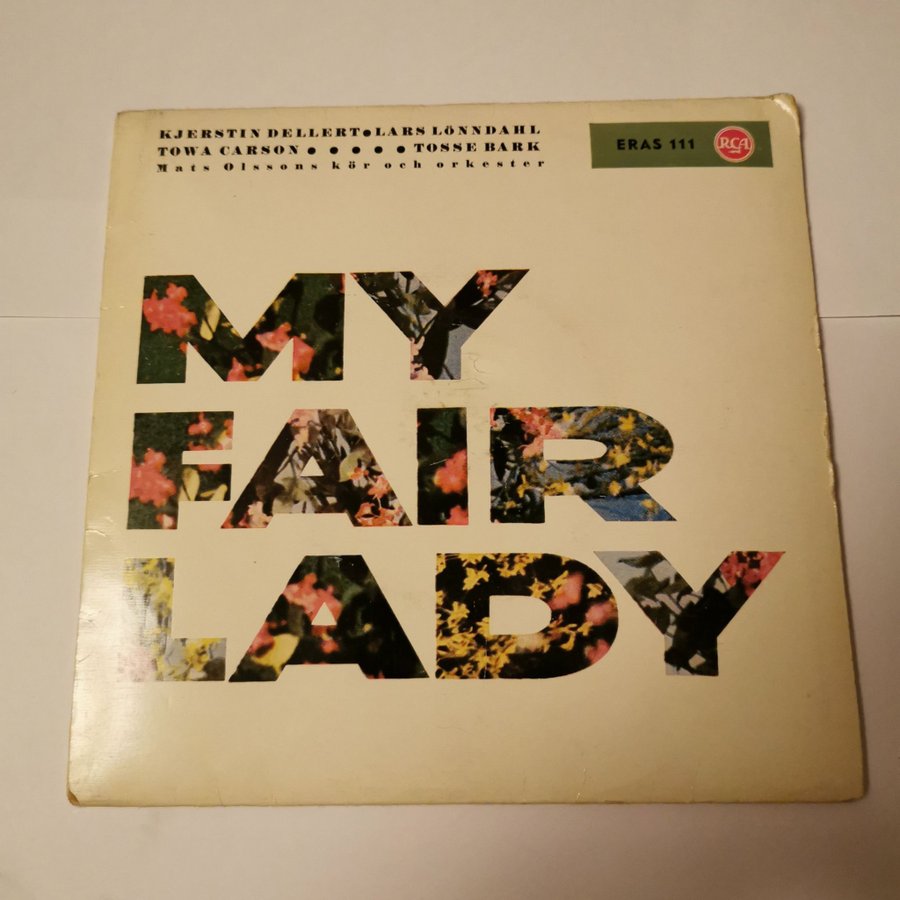 KJERSTIN DELLERT●LARS LÖNNDAHL
TOWA CARSON ● ● ● ● ● TOSSE BARK
Mats Olssons kör och orkester
ERAS 111 RCA
MY
FAIR
LADY